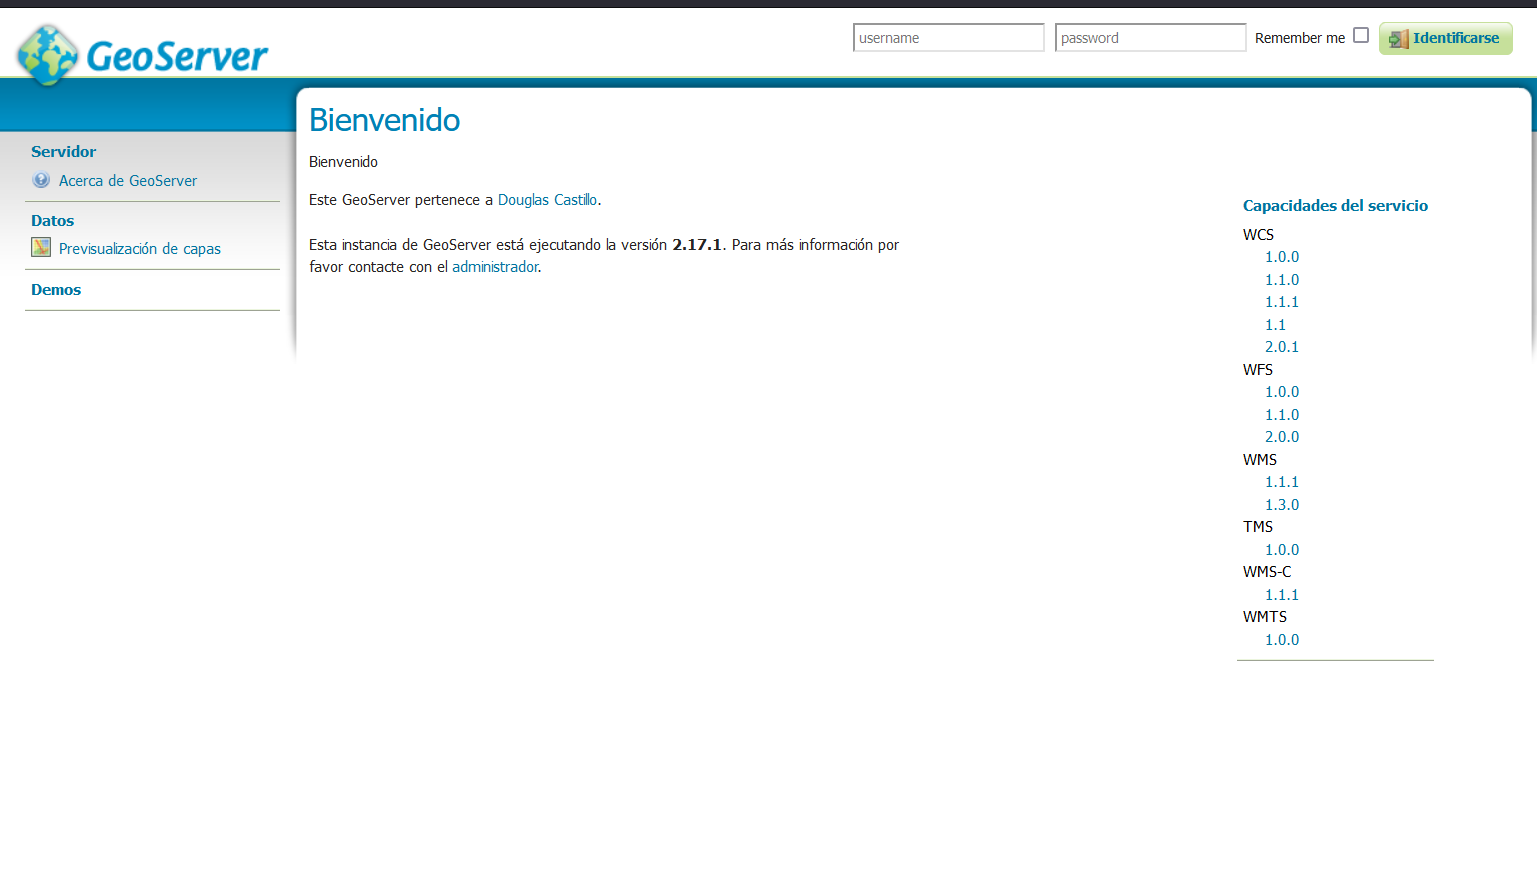 GeoServer
username
password
Remember me
Identificarse
Servidor
Acerca de GeoServer
Datos
Previsualización de capas
Demos
Bienvenido
Bienvenido
Este GeoServer pertenece a Douglas Castillo.
Esta instancia de GeoServer está ejecutando la versión 2.17.1. Para más información por
favor contacte con el administrador.
Capacidades del servicio
WCS
1.0.0
1.1.0
1.1.1
1.1
2.0.1
WFS
1.0.0
1.1.0
2.0.0
WMS
1.1.1
1.3.0
TMS
1.0.0
WMS-C
1.1.1
WMTS
1.0.0